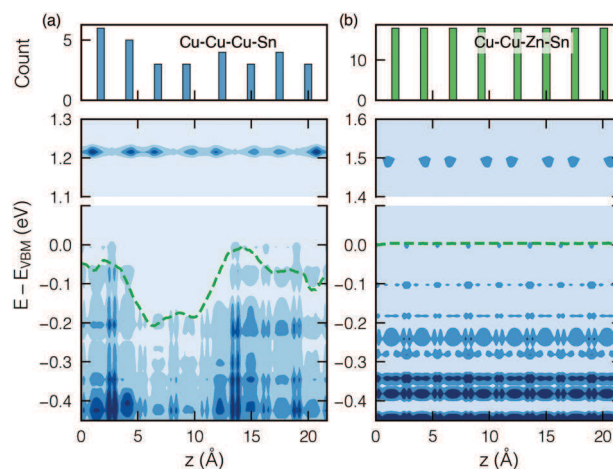 (a)
Cu-Cu-Cu-Sn
(b)
Cu-Cu-Zn-Sn
Count
5
0
10
0
1.3
1.2
1.1
1.6
1.5
1.4
E − E_VBM (eV)
0.0
−0.1
−0.2
−0.3
−0.4
0.0
−0.1
−0.2
−0.3
−0.4
0 5 10 15 20
0 5 10 15 20
z (Å)
z (Å)